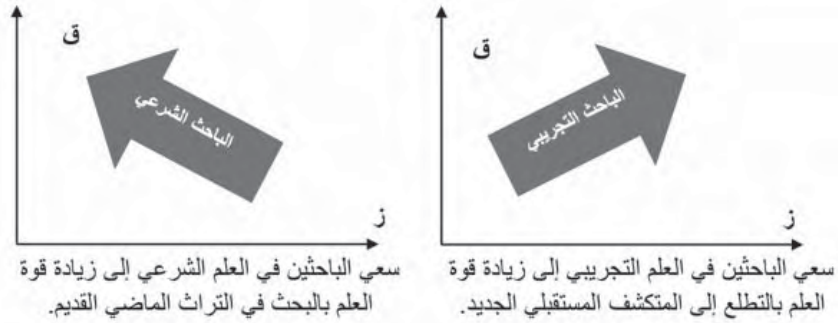 ق
الباحث التجريبي
ز
سعي الباحثين في العلم التجريبي إلى زيادة قوة
العلم بالتطلع إلى المتكشف المستقبلي الجديد.
ق
الباحث الشرعي
ز
سعي الباحثين في العلم الشرعي إلى زيادة قوة
العلم بالبحث في التراث الماضي القديم.